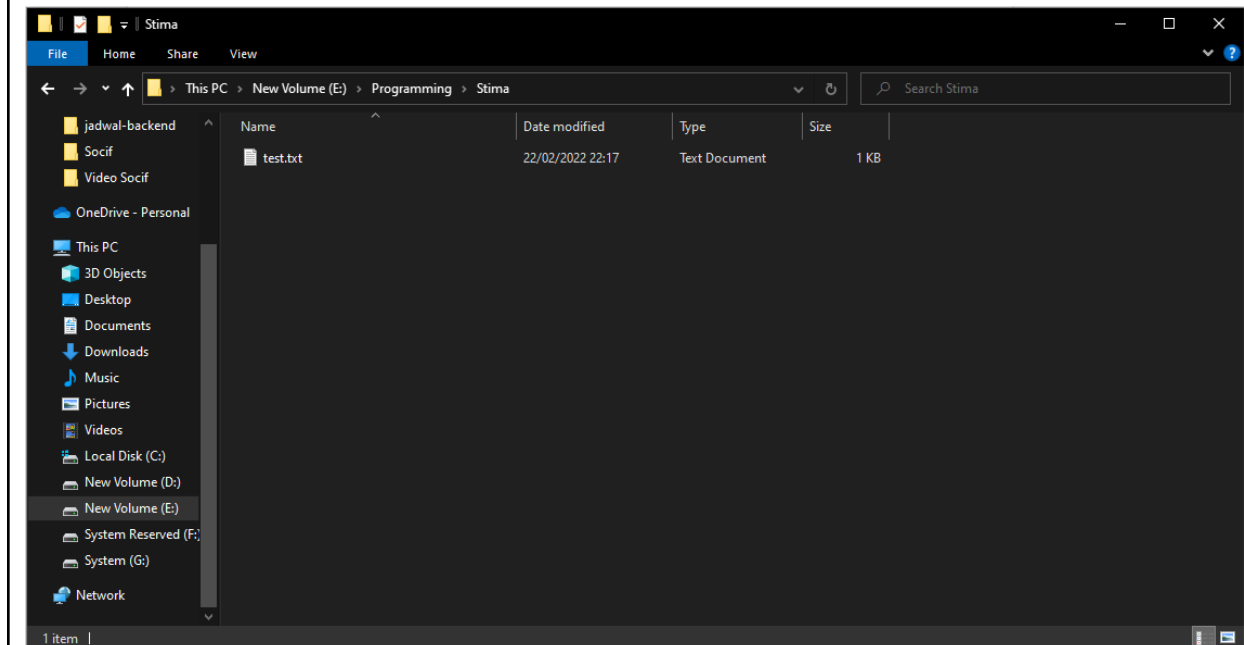 Stima
File Home Share View
This PC > New Volume (E:) > Programming > Stima Search Stima
jadwal-backend
Socif
Video Socif
OneDrive - Personal
This PC
3D Objects
Desktop
Documents
Downloads
Music
Pictures
Videos
Local Disk (C:)
New Volume (D:)
New Volume (E:)
System Reserved (F:)
System (G:)
Network
Name Date modified Type Size
test.txt 22/02/2022 22:17 Text Document 1 KB
1 item